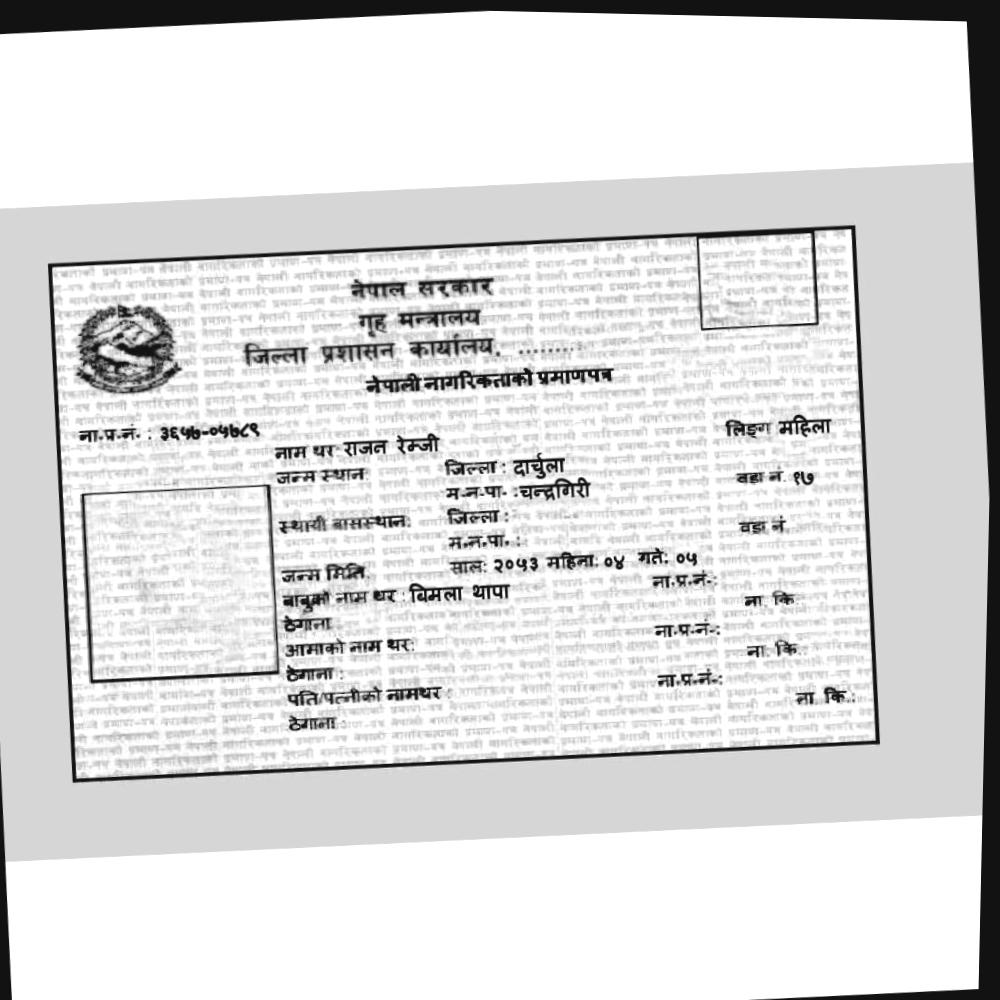 नेपाल सरकार
गृह मन्त्रालय
जिल्ला प्रशासन कार्यालय, ..........
नेपाली नागरिकताको प्रमाणपत्र
ना.प्र.नं. : ३६५७-०५७८९
लिङ्ग महिला
नाम थर राजन रेम्जी
जन्म स्थान: जिल्ला : दार्चुला
म.न.पा. : चन्द्रागिरी वडा नं. १७
स्थायी बासस्थान: जिल्ला :
म.न.पा. : वडा नं.
जन्म मिति: साल: २०५३ महिना: ०४ गते: ०५
बाबुको नाम थर : बिमला थापा ना.प्र.नं.:
ठेगाना ना. कि.
आमाको नाम थर: ना.प्र.नं.:
ठेगाना : ना. कि.:
पति/पत्नीको नामथर : ना.प्र.नं.:
ठेगाना : ना. कि.: